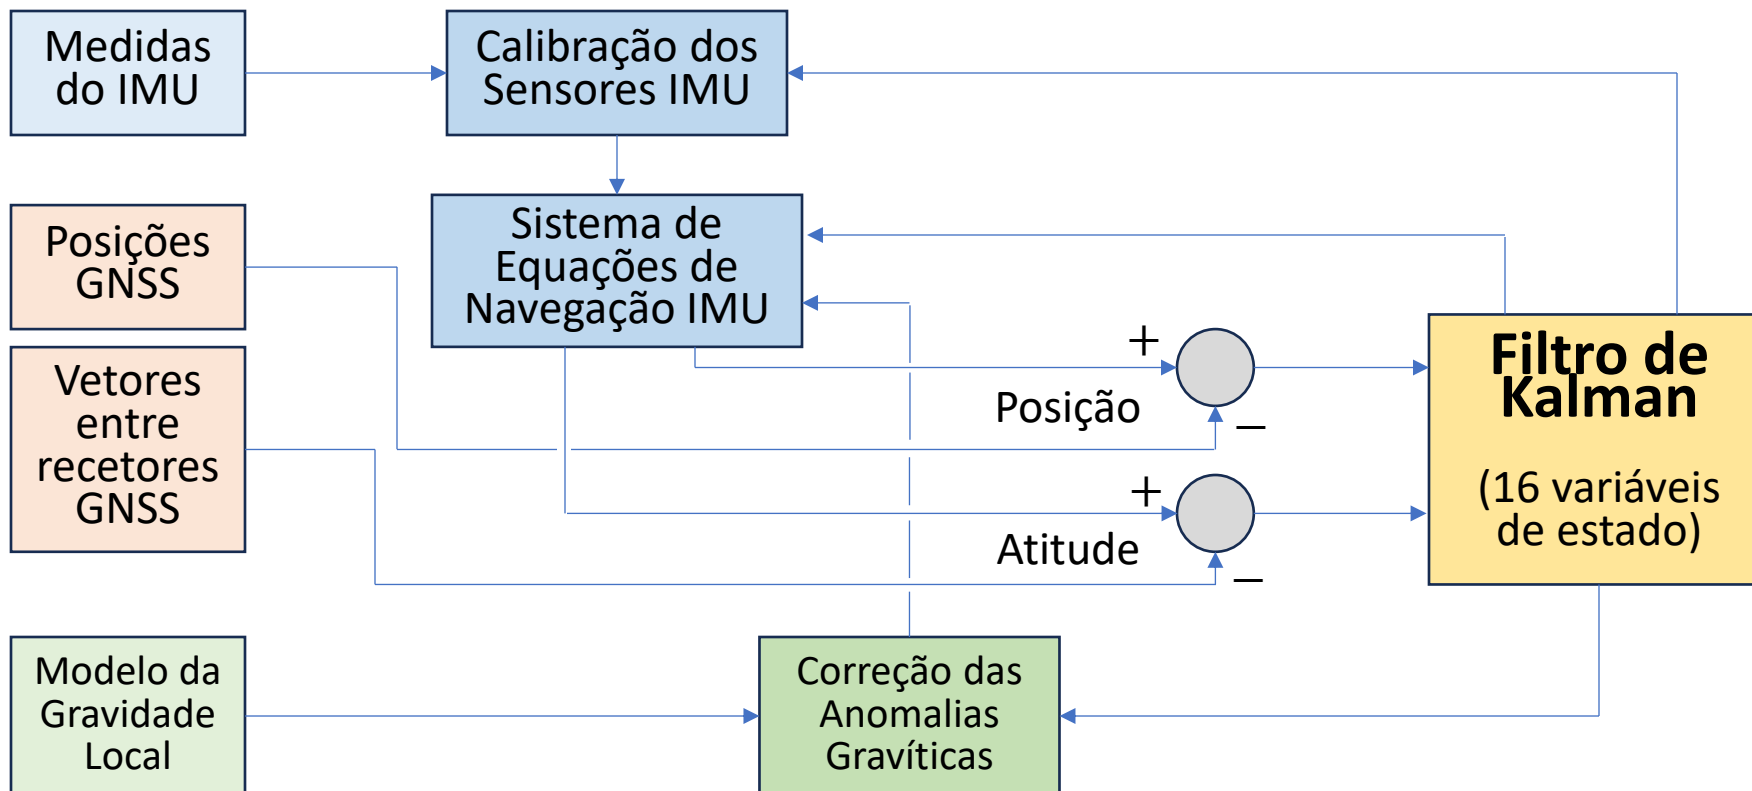 Medidas
do IMU
Calibração dos
Sensores IMU
Posições
GNSS
Sistema de
Equações de
Navegação IMU
Vetores
entre
recetores
GNSS
+
Posição
−
+
Atitude
−
Filtro de
Kalman
(16 variáveis
de estado)
Modelo da
Gravidade
Local
Correção das
Anomalias
Gravíticas